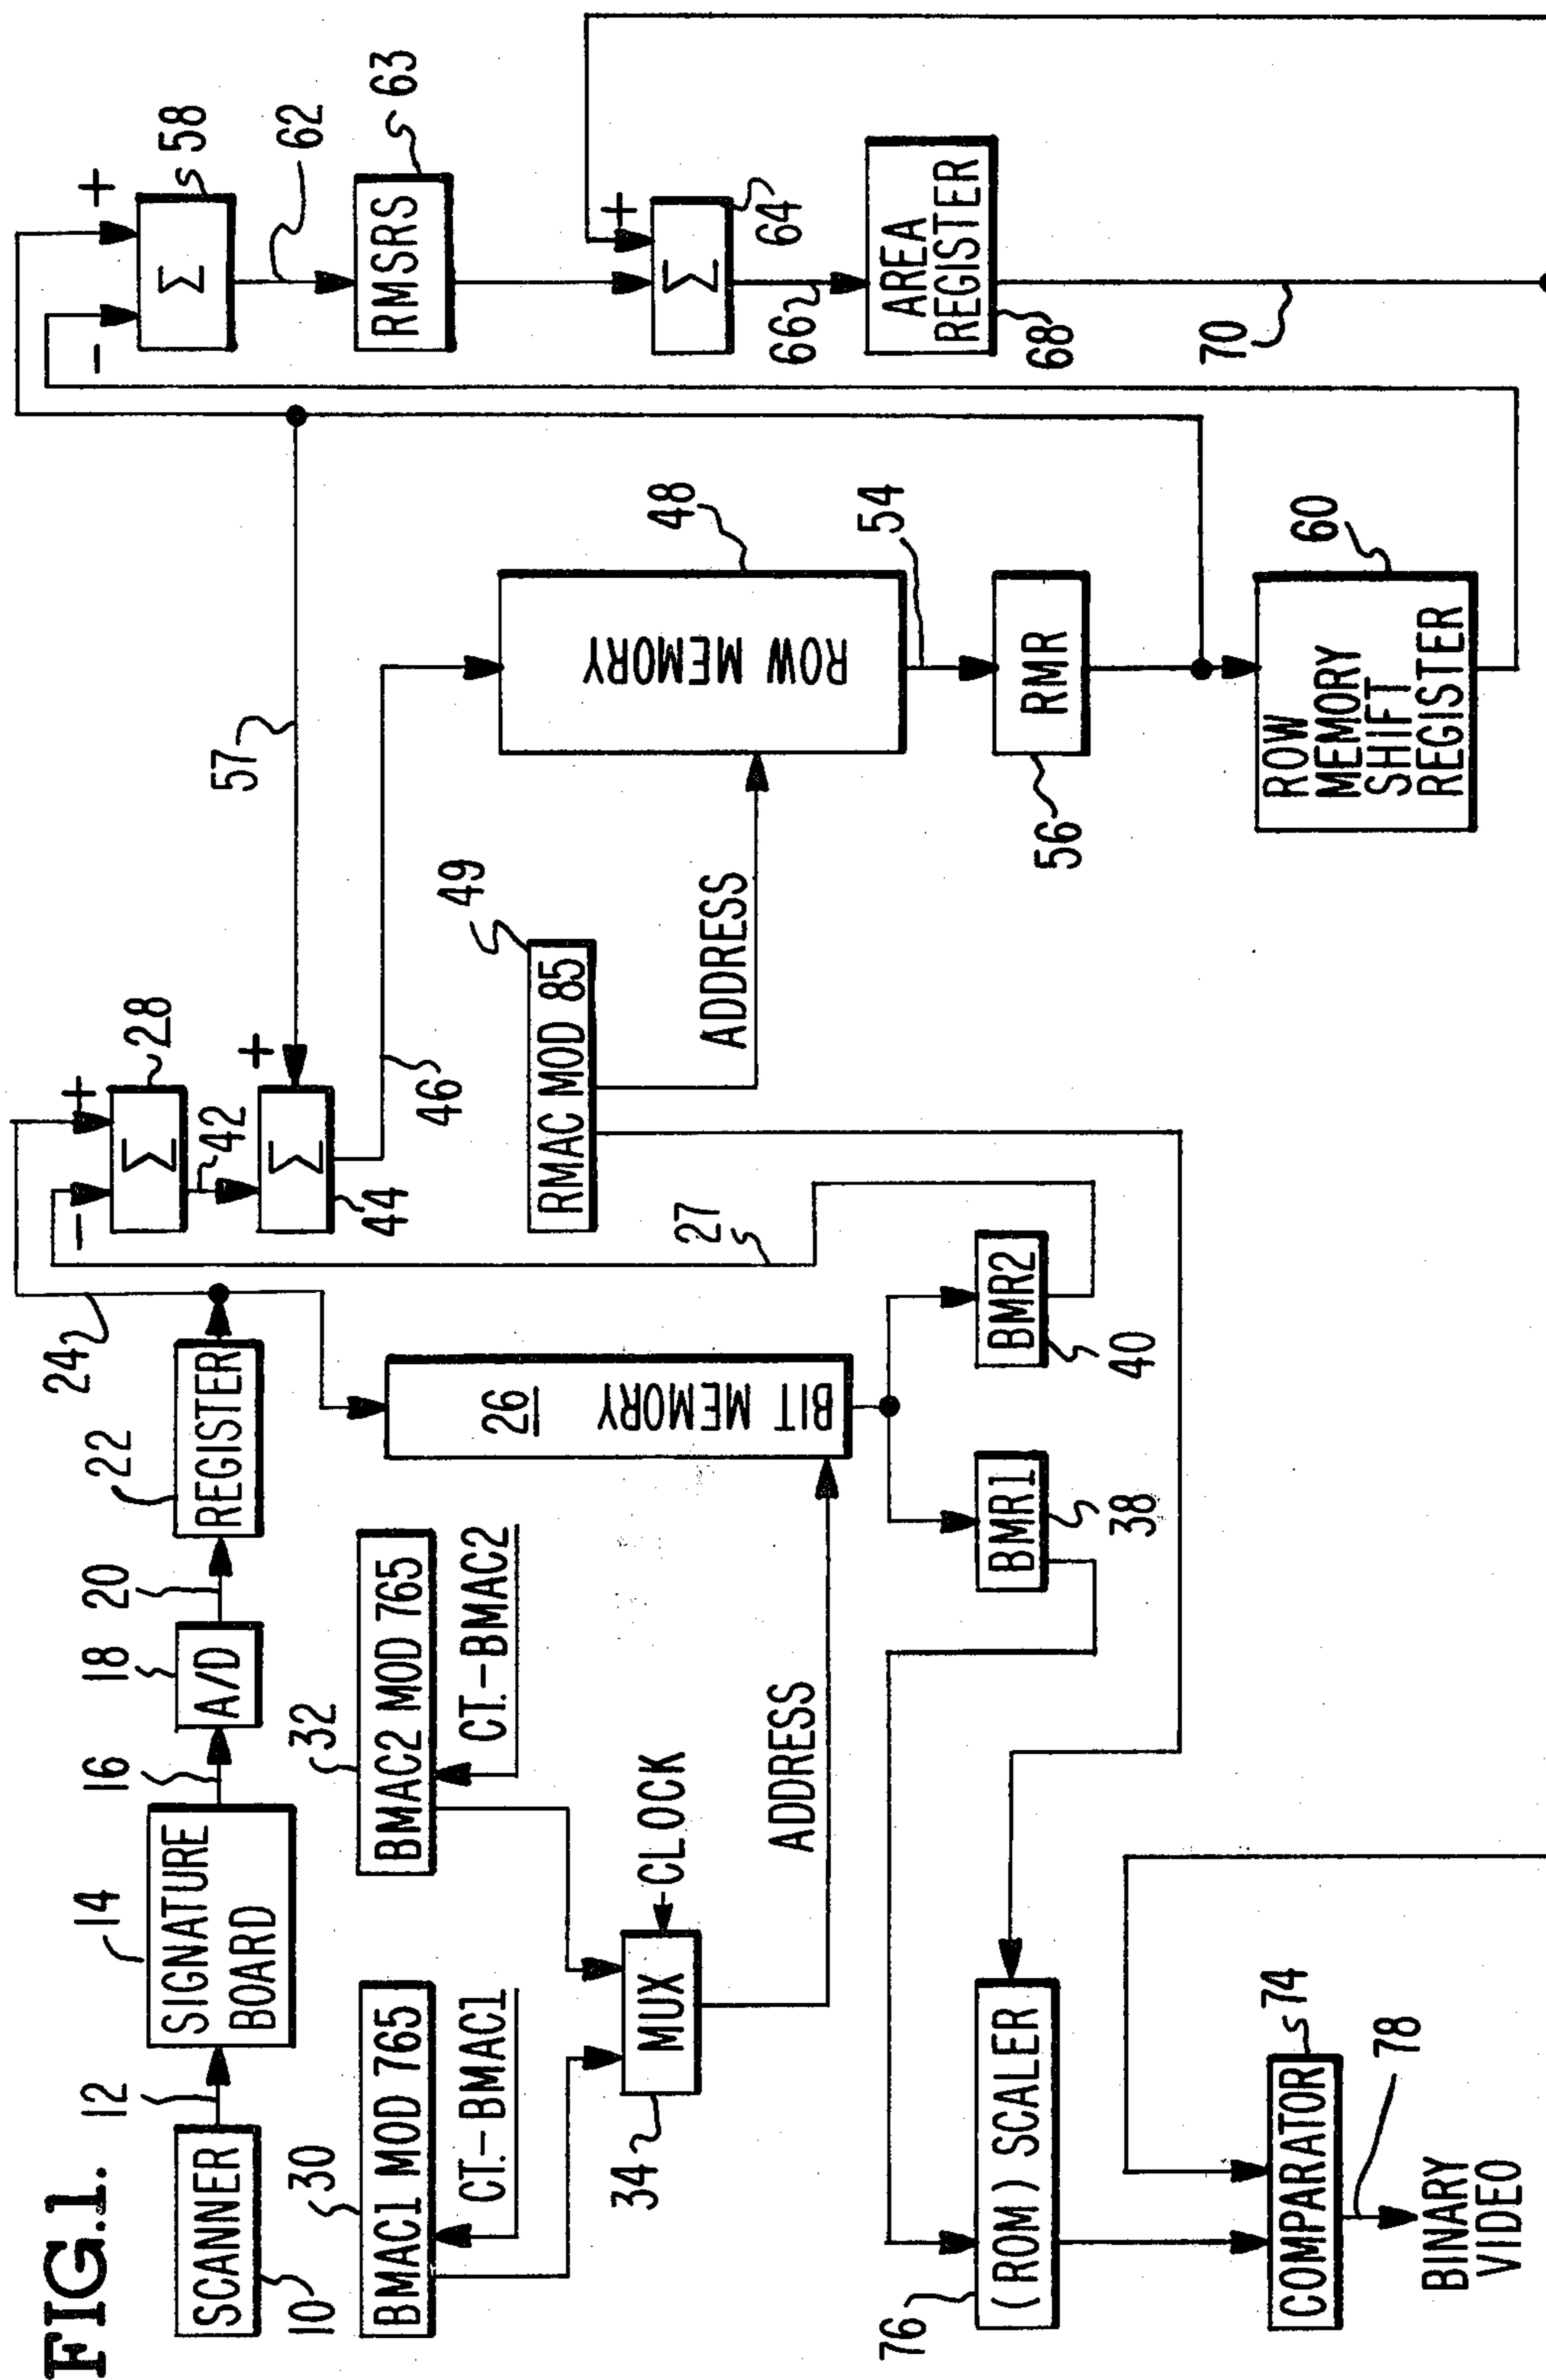 FIG.1.
SCANNER
10
12
SIGNATURE
BOARD
14
16
A/D
18
20
REGISTER
22
24
BMAC1 MOD 765
30
CT.-BMAC1
BMAC2 MOD 765
32
CT.-BMAC2
MUX
34
CLOCK
ADDRESS
26
BIT MEMORY
BMR1
38
BMR2
40
27
-
+
Σ
28
42
Σ
44
+
46
57
RMAC MOD 85
49
ADDRESS
ROW MEMORY
48
54
RMR
56
ROW
MEMORY
SHIFT
REGISTER
60
-
+
Σ
58
62
RMSRS
63
+
Σ
64
66
AREA
REGISTER
68
70
(ROM) SCALER
76
COMPARATOR
74
78
BINARY
VIDEO